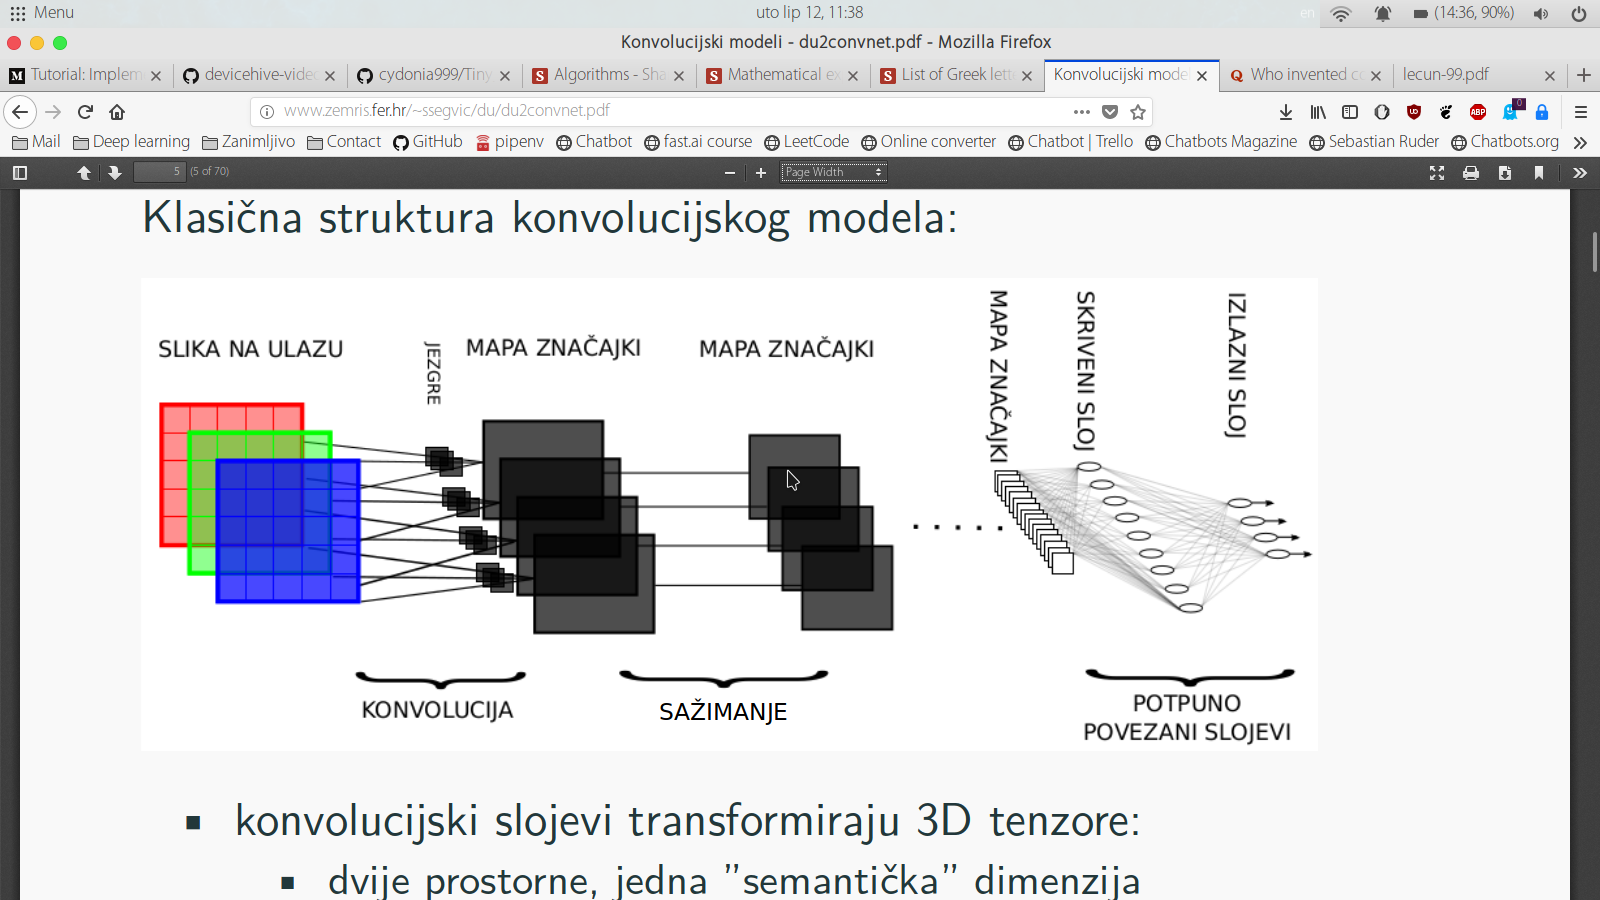 Menu
uto lip 12, 11:38
en
(14:36, 90%)
Konvolucijski modeli - du2convnet.pdf - Mozilla Firefox
Tutorial: Implem
devicehive-video
cydonia999/Tiny
Algorithms - Sha
Mathematical ex
List of Greek lett
Konvolucijski mode
Who invented co
lecun-99.pdf
www.zemris.fer.hr/~ssegvic/du/du2convnet.pdf
0
ABP
Mail
Deep learning
Zanimljivo
Contact
GitHub
pipenv
Chatbot
fast.ai course
LeetCode
Online converter
Chatbot | Trello
Chatbots Magazine
Sebastian Ruder
Chatbots.org
5
(5 of 70)
Page Width
Klasična struktura konvolucijskog modela:
SLIKA NA ULAZU
JEZGRE
MAPA ZNAČAJKI
MAPA ZNAČAJKI
MAPA ZNAČAJKI
SKRIVENI SLOJ
IZLAZNI SLOJ
KONVOLUCIJA
SAŽIMANJE
POTPUNO
POVEZANI SLOJEVI
konvolucijski slojevi transformiraju 3D tenzore:
dvije prostorne, jedna ”semantička” dimenzija